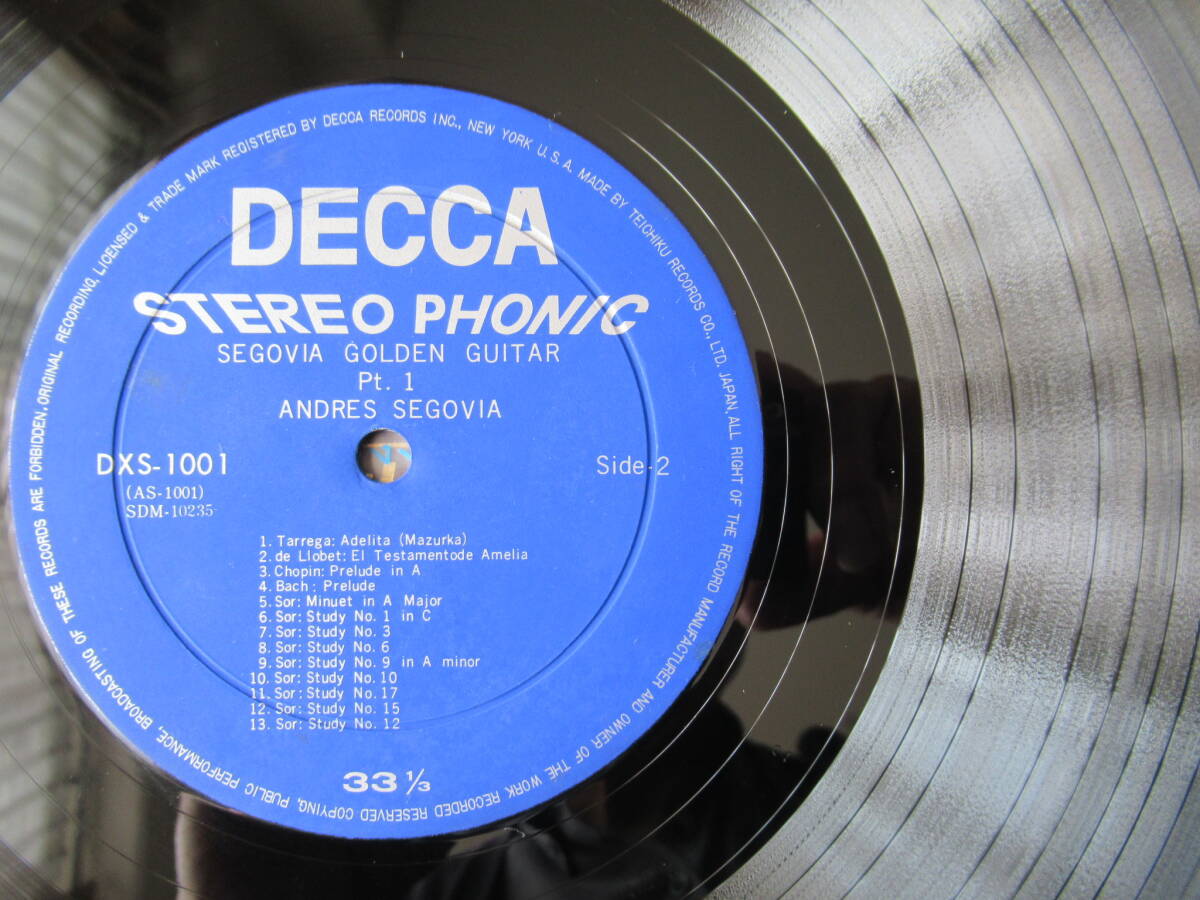 ORIGINAL RECORDING, LICENSED & TRADE MARK REGISTERED BY DECCA RECORDS INC., NEW YORK U.S.A. MADE BY TEICHIKU RECORDS CO., LTD. JAPAN, ALL RIGHT OF THE RECORD MANUFACTURER AND OWNER OF THE WORK RECORDED RESERVED COPYING, PUBLIC PERFORMANCE, BROADCASTING OF THESE RECORDS ARE FORBIDDEN.
DECCA
STEREO PHONIC
SEGOVIA GOLDEN GUITAR
Pt. 1
ANDRES SEGOVIA
DXS-1001
(AS-1001)
SDM-10235
Side-2
1. Tarrega: Adelita (Mazurka)
2. de Llobet: El Testamentode Amelia
3. Chopin: Prelude in A
4. Bach: Prelude
5. Sor: Minuet in A Major
6. Sor: Study No. 1 in C
7. Sor: Study No. 3
8. Sor: Study No. 6
9. Sor: Study No. 9 in A minor
10. Sor: Study No. 10
11. Sor: Study No. 17
12. Sor: Study No. 15
13. Sor: Study No. 12
33 1/3